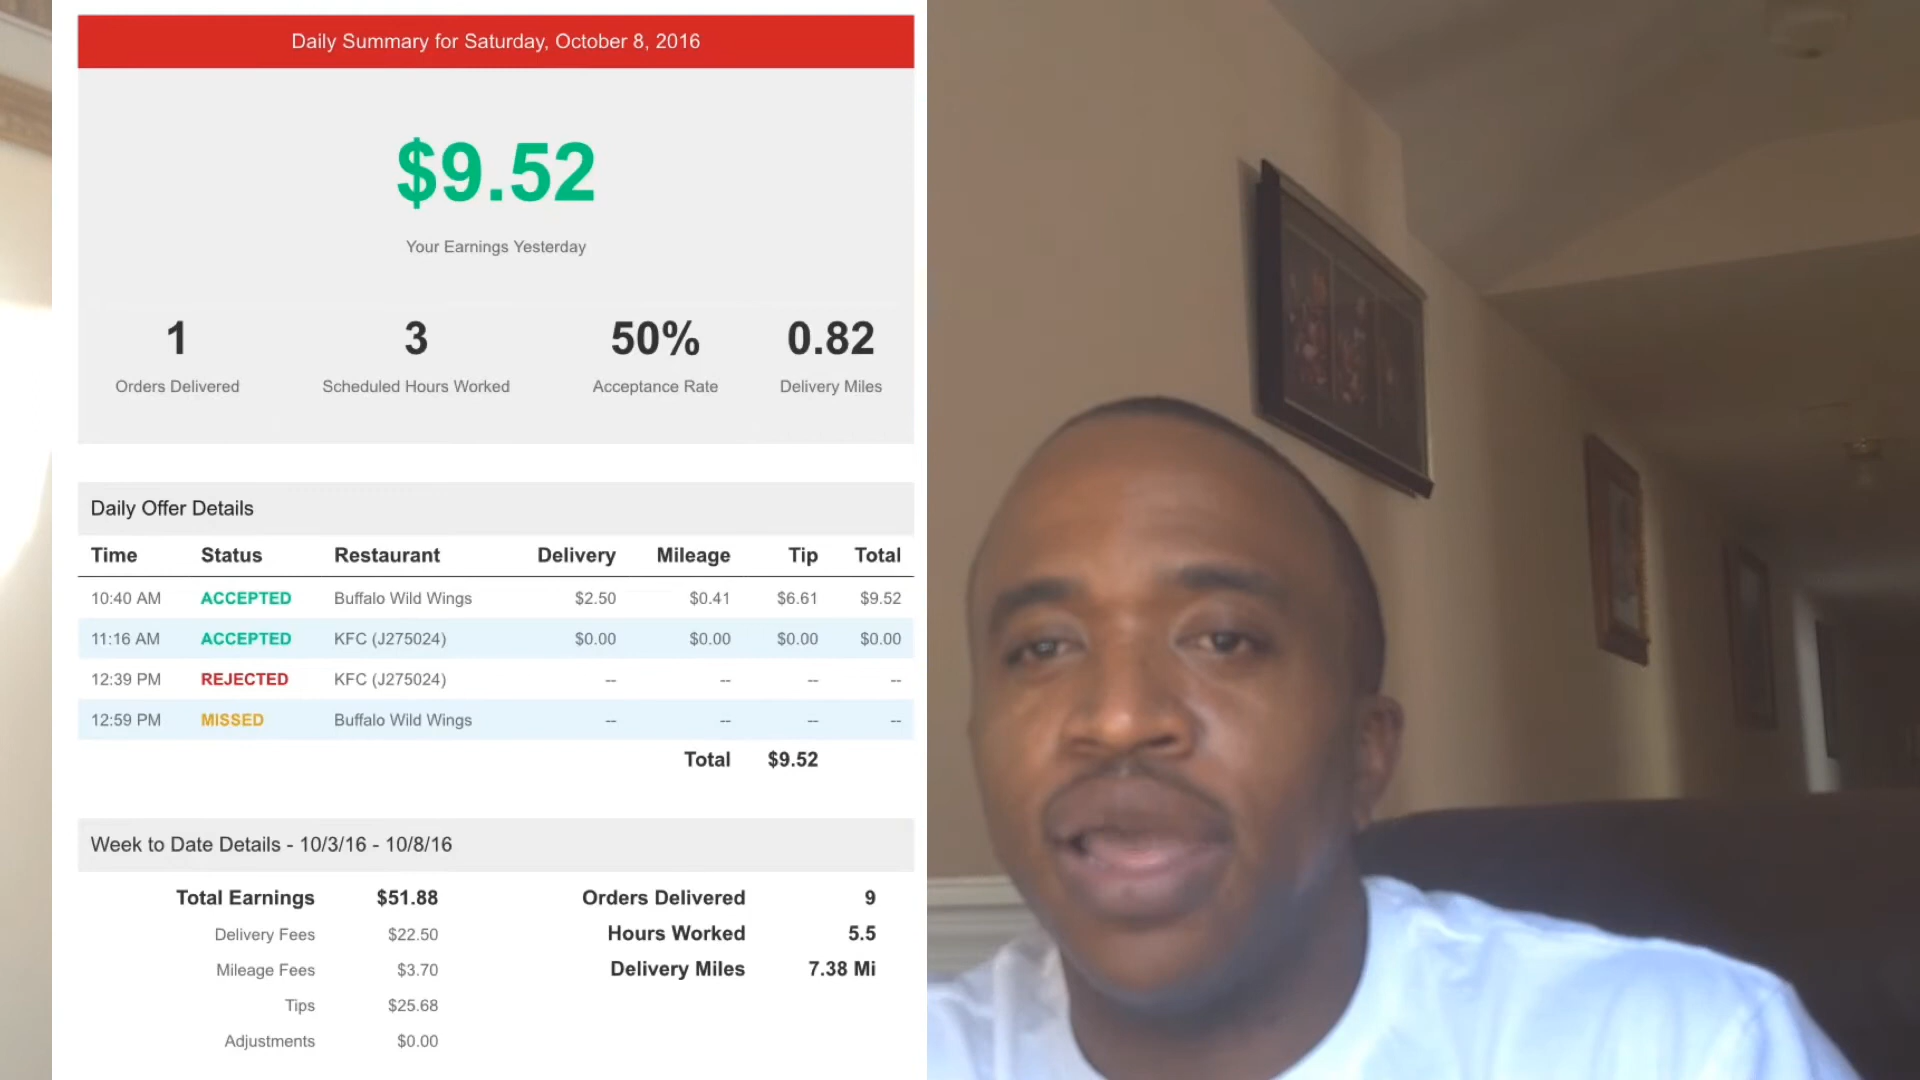 Daily Summary for Saturday, October 8, 2016
$9.52
Your Earnings Yesterday
1 3 50% 0.82
Orders Delivered Scheduled Hours Worked Acceptance Rate Delivery Miles
Daily Offer Details
Time Status Restaurant Delivery Mileage Tip Total
10:40 AM ACCEPTED Buffalo Wild Wings $2.50 $0.41 $6.61 $9.52
11:16 AM ACCEPTED KFC (J275024) $0.00 $0.00 $0.00 $0.00
12:39 PM REJECTED KFC (J275024) -- -- -- --
12:59 PM MISSED Buffalo Wild Wings -- -- -- --
Total $9.52
Week to Date Details - 10/3/16 - 10/8/16
Total Earnings $51.88 Orders Delivered 9
Delivery Fees $22.50 Hours Worked 5.5
Mileage Fees $3.70 Delivery Miles 7.38 Mi
Tips $25.68
Adjustments $0.00